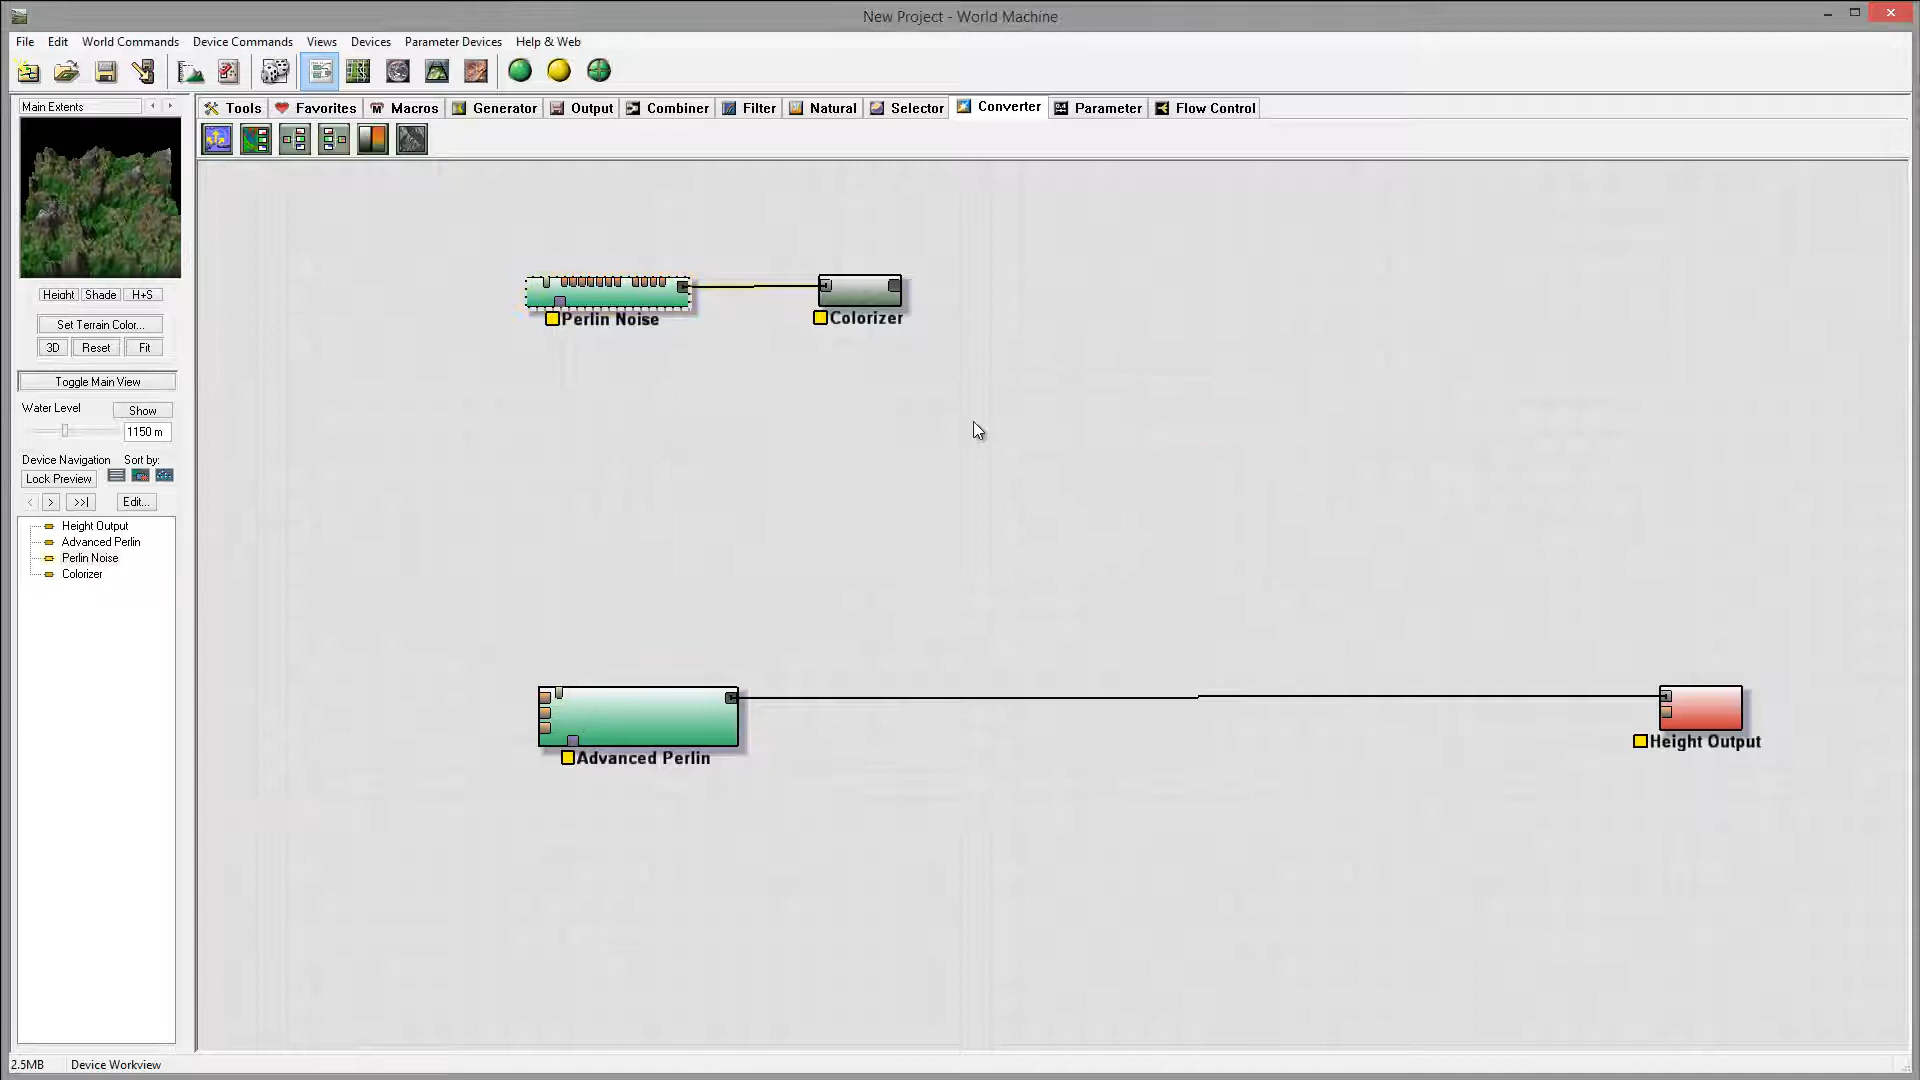 New Project - World Machine
File Edit World Commands Device Commands Views Devices Parameter Devices Help & Web
Main Extents
Tools Favorites Macros Generator Output Combiner Filter Natural Selector Converter Parameter Flow Control
Height Shade H+S
Set Terrain Color...
3D Reset Fit
Toggle Main View
Water Level Show
1150 m
Device Navigation Sort by:
Lock Preview
< > >>| Edit...
Height Output
Advanced Perlin
Perlin Noise
Colorizer
Perlin Noise
Colorizer
Advanced Perlin
Height Output
2.5MB Device Workview